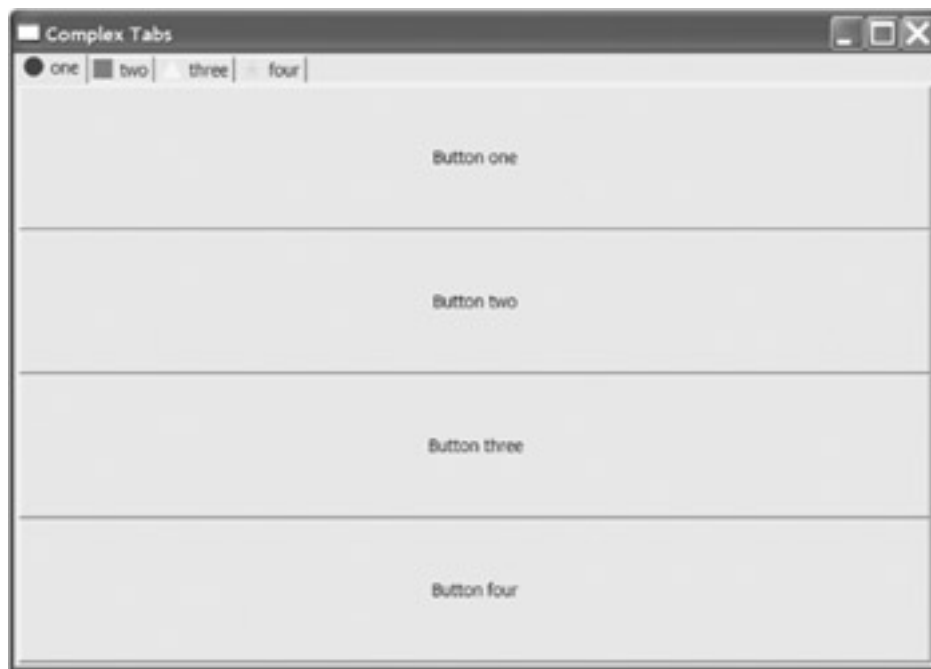 Complex Tabs
one two three four
Button one
Button two
Button three
Button four